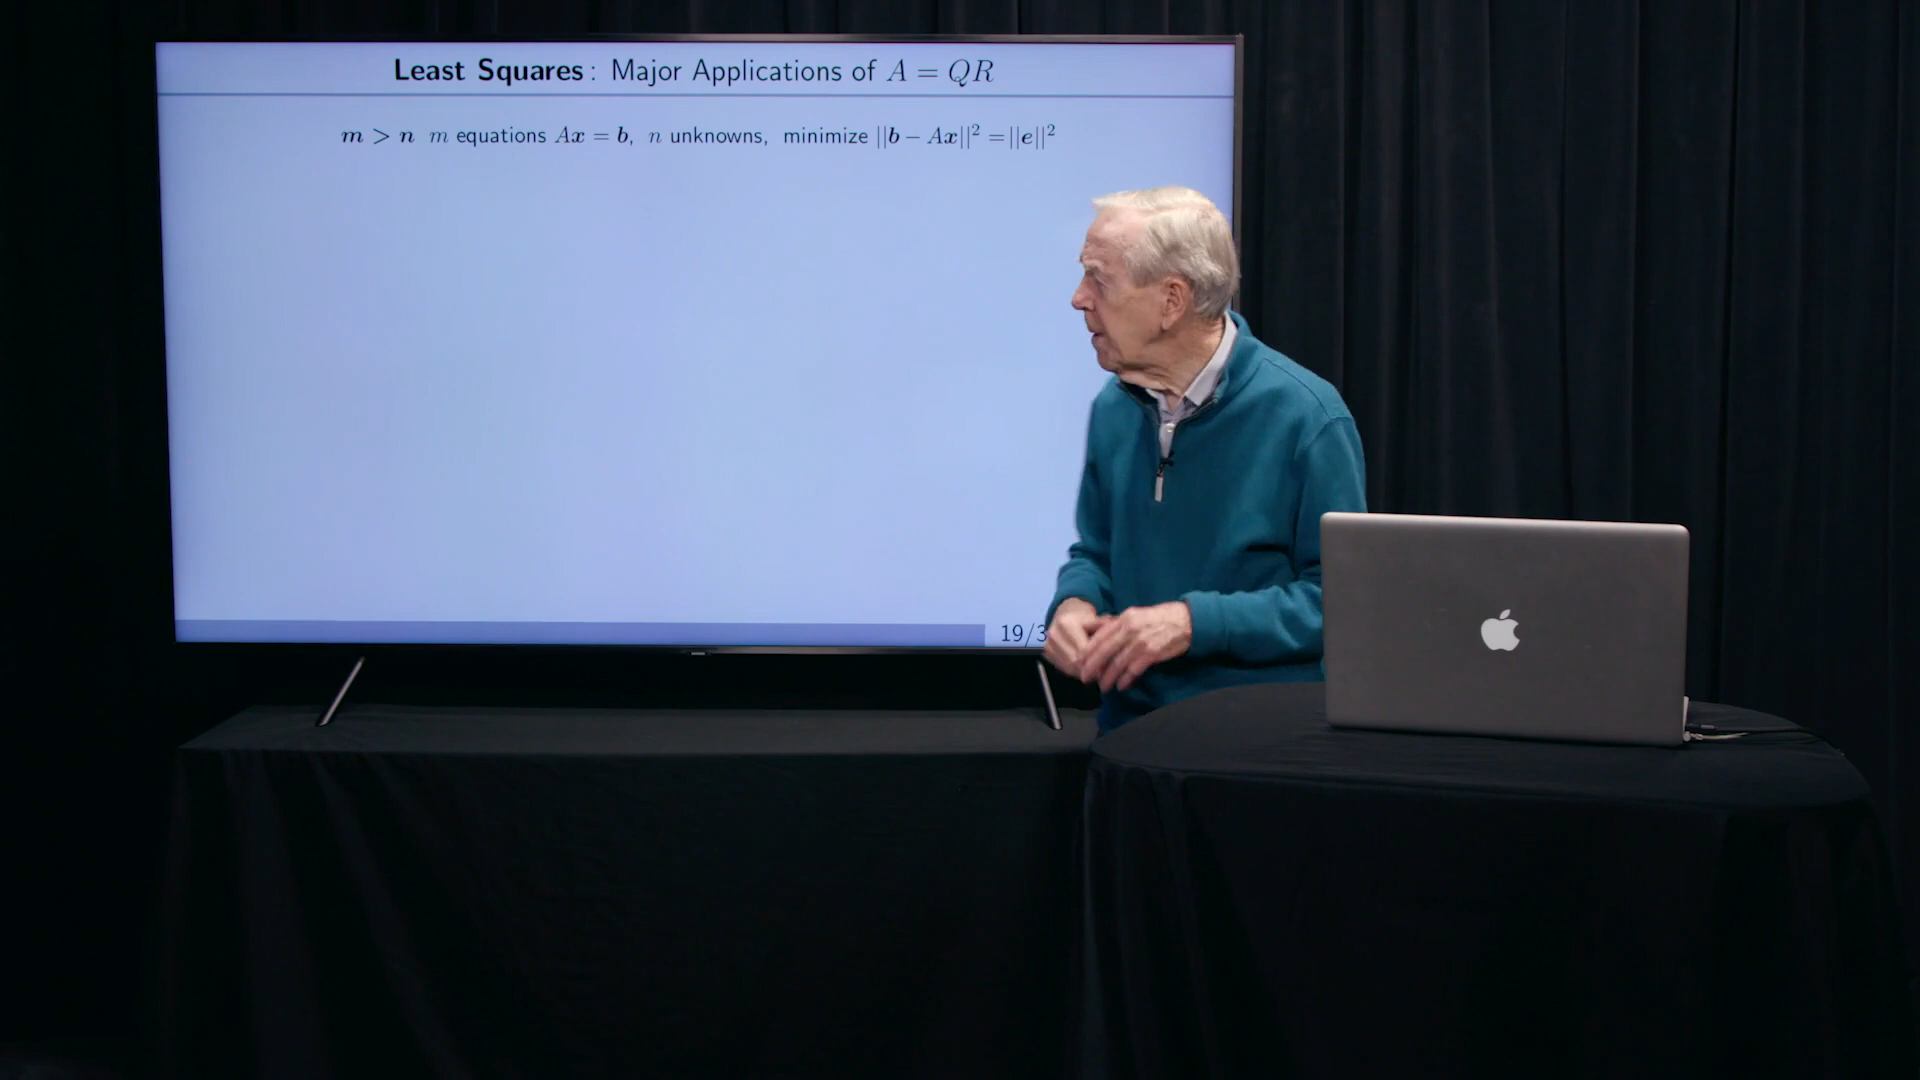 Least Squares : Major Applications of A = QR
m > n m equations Ax = b, n unknowns, minimize ||b − Ax||² = ||e||²
19/3